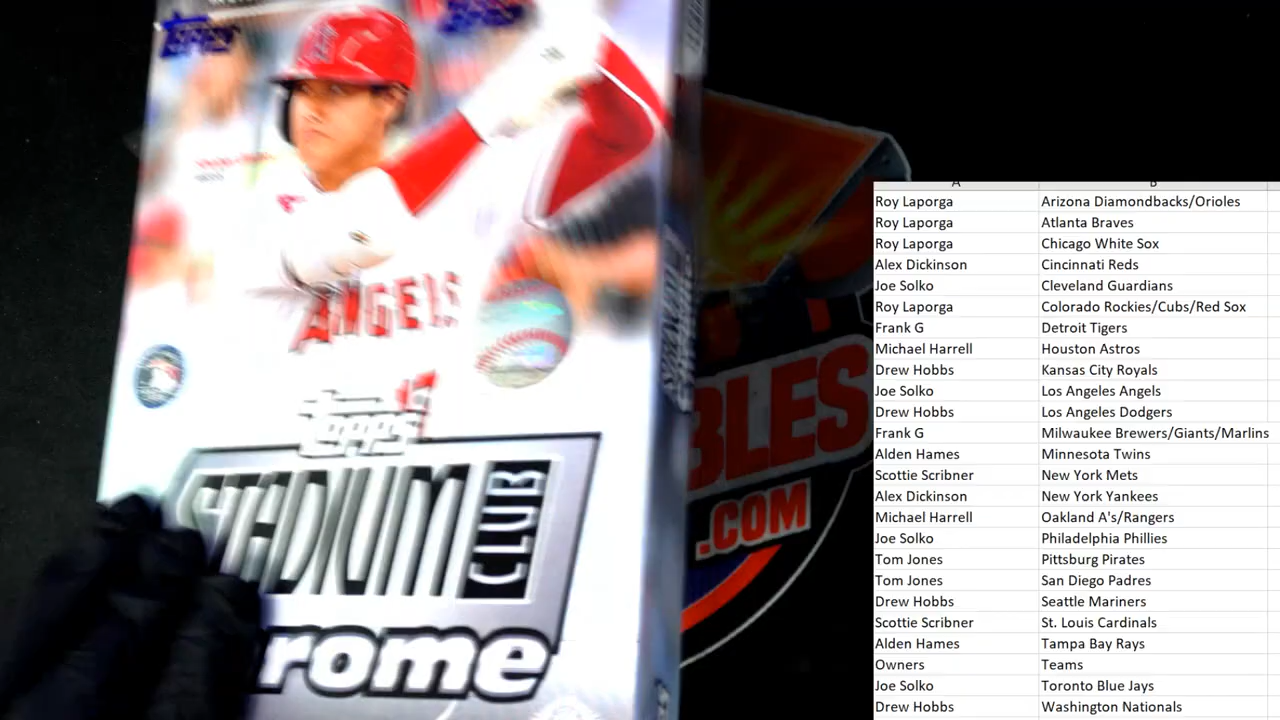 TOPPS
ANGELS
17
TOPPS
STADIUM
CLUB
rome
BLES
.COM
A B
Roy Laporga Arizona Diamondbacks/Orioles
Roy Laporga Atlanta Braves
Roy Laporga Chicago White Sox
Alex Dickinson Cincinnati Reds
Joe Solko Cleveland Guardians
Roy Laporga Colorado Rockies/Cubs/Red Sox
Frank G Detroit Tigers
Michael Harrell Houston Astros
Drew Hobbs Kansas City Royals
Joe Solko Los Angeles Angels
Drew Hobbs Los Angeles Dodgers
Frank G Milwaukee Brewers/Giants/Marlins
Alden Hames Minnesota Twins
Scottie Scribner New York Mets
Alex Dickinson New York Yankees
Michael Harrell Oakland A's/Rangers
Joe Solko Philadelphia Phillies
Tom Jones Pittsburg Pirates
Tom Jones San Diego Padres
Drew Hobbs Seattle Mariners
Scottie Scribner St. Louis Cardinals
Alden Hames Tampa Bay Rays
Owners Teams
Joe Solko Toronto Blue Jays
Drew Hobbs Washington Nationals